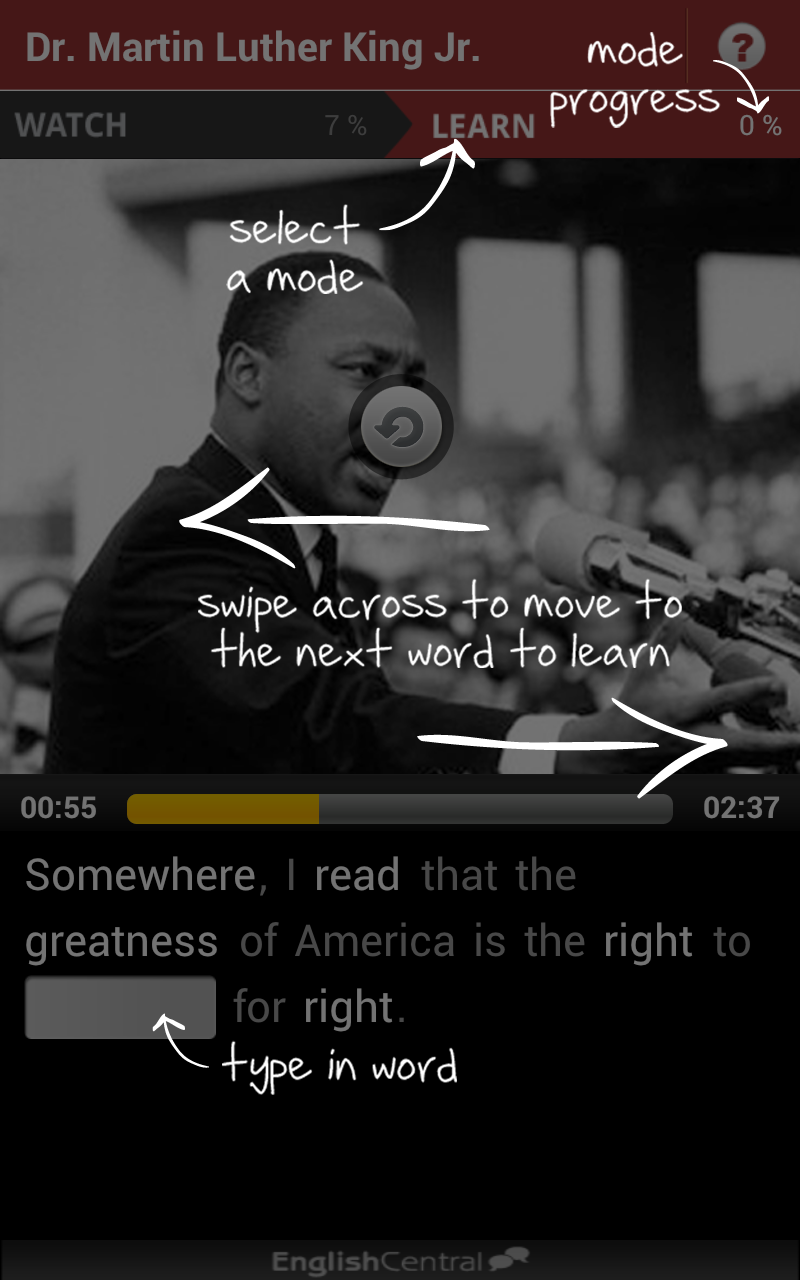 Dr. Martin Luther King Jr.
?
mode
progress
WATCH 7 % LEARN 0 %
select
a mode
swipe across to move to
the next word to learn
00:55 02:37
Somewhere, I read that the
greatness of America is the right to
for right.
type in word
EnglishCentral